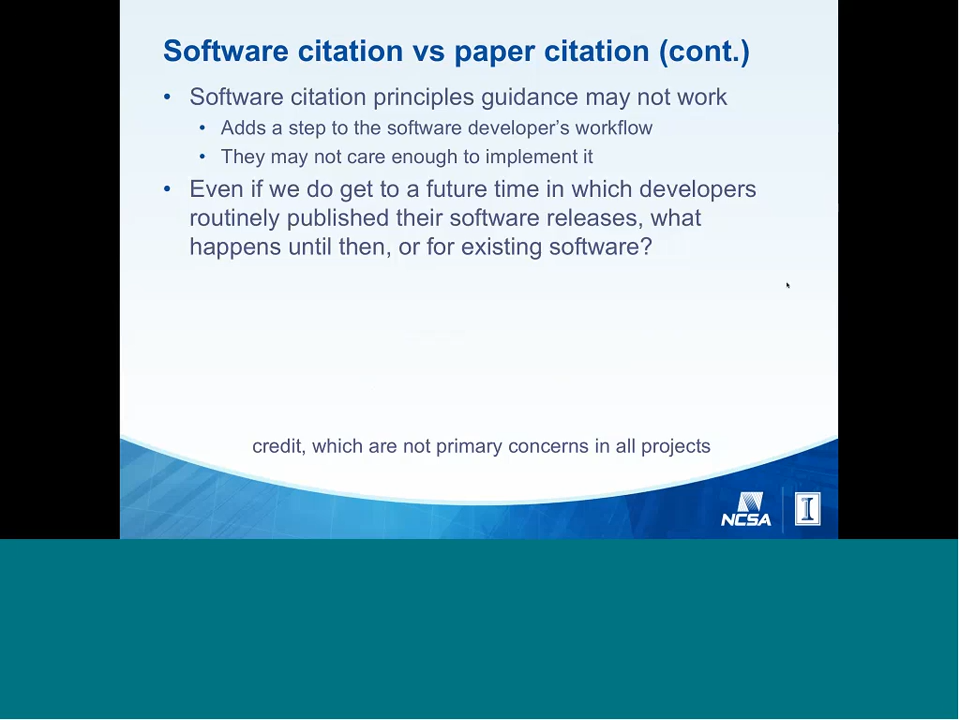 Software citation vs paper citation (cont.)
• Software citation principles guidance may not work
• Adds a step to the software developer’s workflow
• They may not care enough to implement it
• Even if we do get to a future time in which developers
routinely published their software releases, what
happens until then, or for existing software?
credit, which are not primary concerns in all projects
NCSA
I